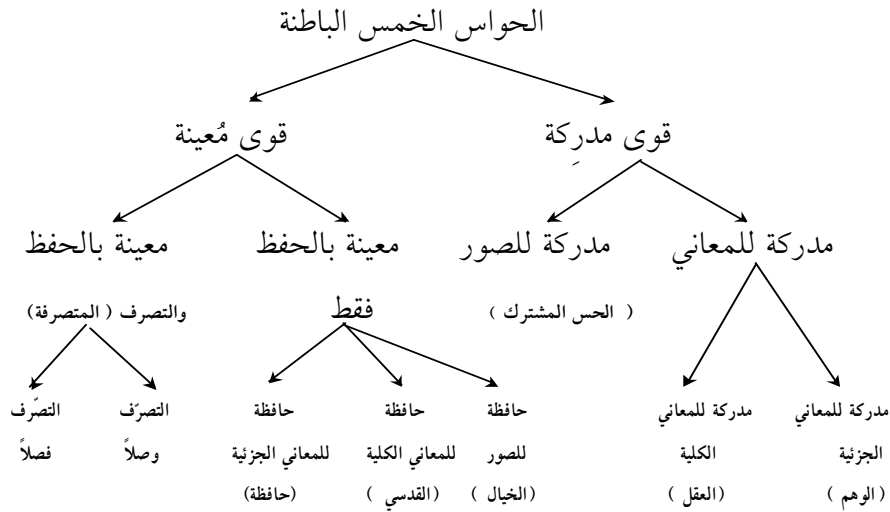 الحواس الخمس الباطنة
قوى مدرِكة
قوى مُعينة
مدركة للمعاني
مدركة للصور
( الحس المشترك )
معينة بالحفظ
فقط
معينة بالحفظ
والتصرف ( المتصرفة)
مدركة للمعاني
الجزئية
( الوهم )
مدركة للمعاني
الكلية
( العقل )
حافظة
للصور
( الخيال )
حافظة
للمعاني الكلية
( القدسي )
حافظة
للمعاني الجزئية
(حافظة)
التصرّف
وصلاً
التصرّف
فصلاً